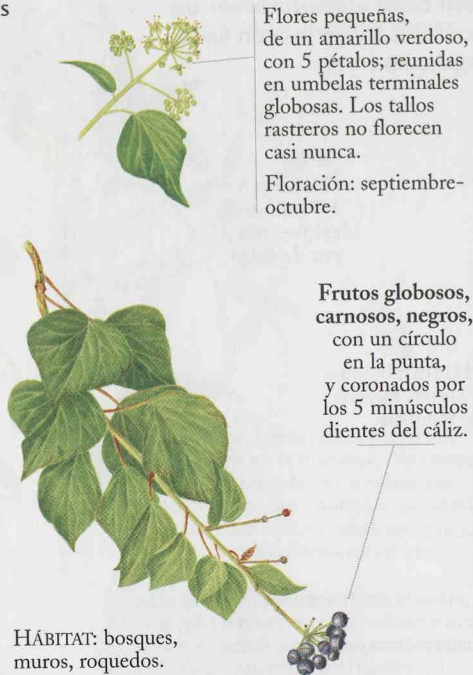 s
Flores pequeñas,
de un amarillo verdoso,
con 5 pétalos; reunidas
en umbelas terminales
globosas. Los tallos
rastreros no florecen
casi nunca.
Floración: septiembre-
octubre.
Frutos globosos,
carnosos, negros,
con un círculo
en la punta,
y coronados por
los 5 minúsculos
dientes del cáliz.
HÁBITAT: bosques,
muros, roquedos.